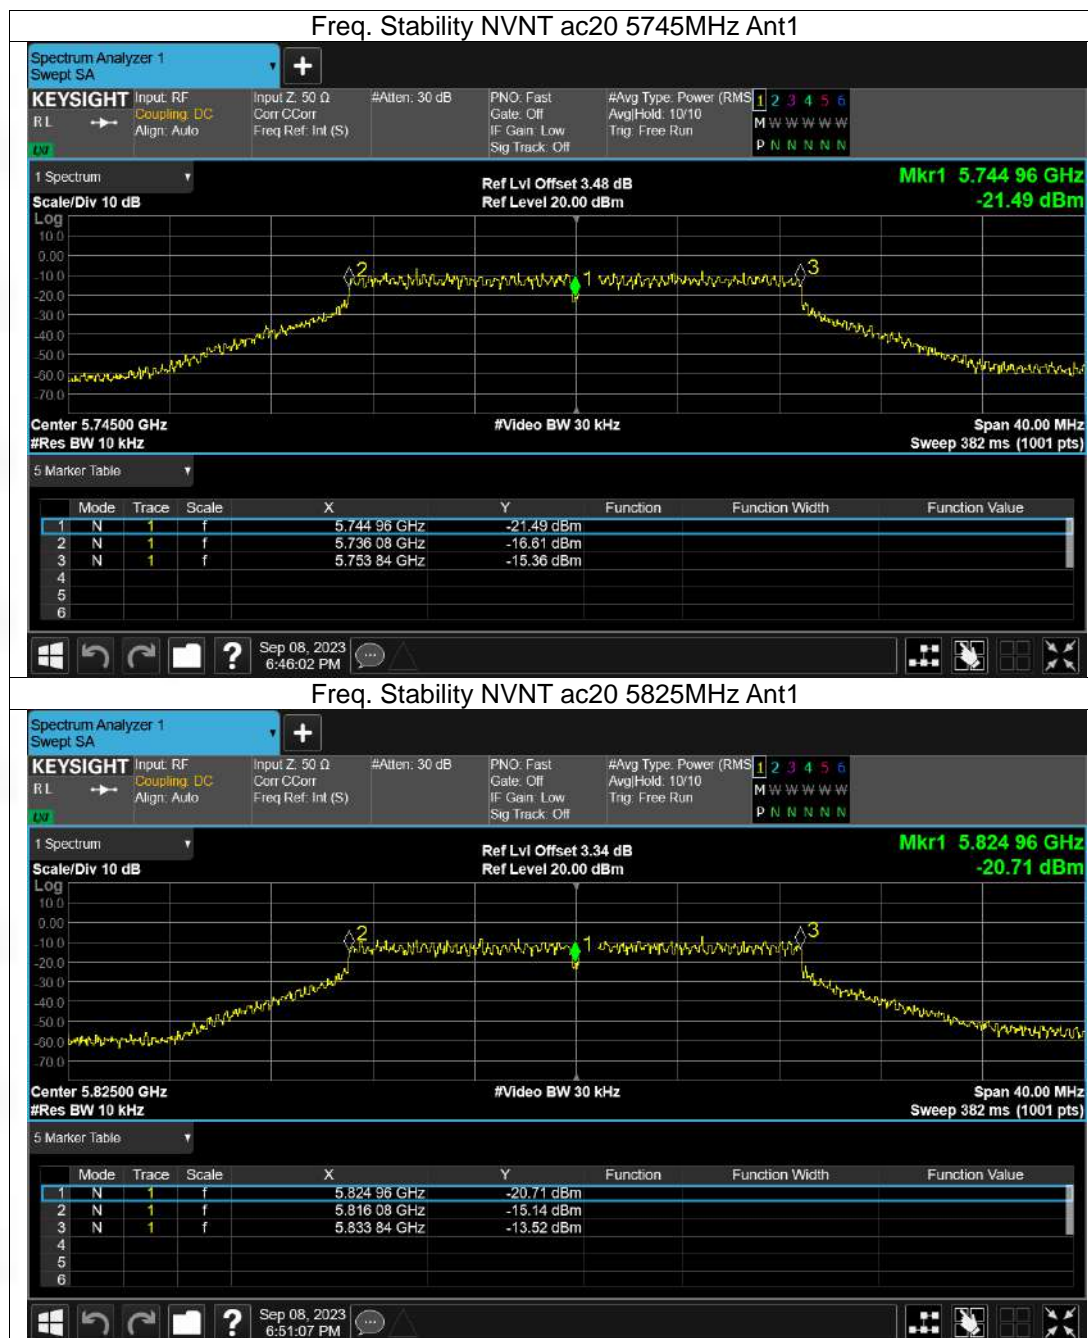 Freq. Stability NVNT ac20 5745MHz Ant1
Spectrum Analyzer 1
Swept SA
+
KEYSIGHT Input: RF Input Z: 50 Ω #Atten: 30 dB PNO: Fast #Avg Type: Power (RMS 1 2 3 4 5 6
RL Coupling: DC Corr CCorr Gate: Off Avg|Hold: 10/10 M W W W W W
Align: Auto Freq Ref: Int (S) IF Gain: Low Trig: Free Run
LXI Sig Track: Off P N N N N N
1 Spectrum Ref Lvl Offset 3.48 dB Mkr1 5.744 96 GHz
Scale/Div 10 dB Ref Level 20.00 dBm -21.49 dBm
Log
10.0
0.00
-10.0
-20.0
-30.0
-40.0
-50.0
-60.0
-70.0
2 1 3
Center 5.74500 GHz #Video BW 30 kHz Span 40.00 MHz
#Res BW 10 kHz Sweep 382 ms (1001 pts)
5 Marker Table
Mode Trace Scale X Y Function Function Width Function Value
1 N 1 f 5.744 96 GHz -21.49 dBm
2 N 1 f 5.736 08 GHz -16.61 dBm
3 N 1 f 5.753 84 GHz -15.36 dBm
4
5
6
? Sep 08, 2023
6:46:02 PM
Freq. Stability NVNT ac20 5825MHz Ant1
Spectrum Analyzer 1
Swept SA
+
KEYSIGHT Input: RF Input Z: 50 Ω #Atten: 30 dB PNO: Fast #Avg Type: Power (RMS 1 2 3 4 5 6
RL Coupling: DC Corr CCorr Gate: Off Avg|Hold: 10/10 M W W W W W
Align: Auto Freq Ref: Int (S) IF Gain: Low Trig: Free Run
LXI Sig Track: Off P N N N N N
1 Spectrum Ref Lvl Offset 3.34 dB Mkr1 5.824 96 GHz
Scale/Div 10 dB Ref Level 20.00 dBm -20.71 dBm
Log
10.0
0.00
-10.0
-20.0
-30.0
-40.0
-50.0
-60.0
-70.0
2 1 3
Center 5.82500 GHz #Video BW 30 kHz Span 40.00 MHz
#Res BW 10 kHz Sweep 382 ms (1001 pts)
5 Marker Table
Mode Trace Scale X Y Function Function Width Function Value
1 N 1 f 5.824 96 GHz -20.71 dBm
2 N 1 f 5.816 08 GHz -15.14 dBm
3 N 1 f 5.833 84 GHz -13.52 dBm
4
5
6
? Sep 08, 2023
6:51:07 PM